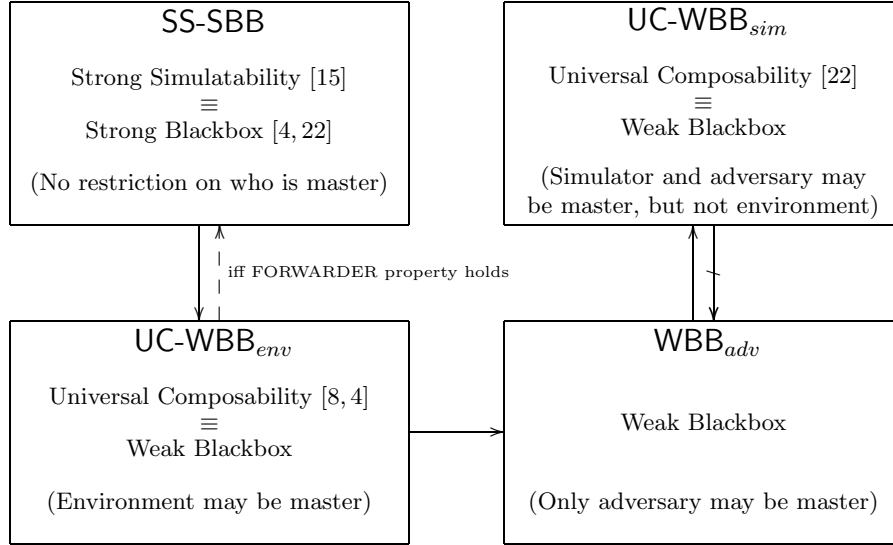 SS-SBB
Strong Simulatability [15]
≡
Strong Blackbox [4, 22]
(No restriction on who is master)
UC-WBB_sim
Universal Composability [22]
≡
Weak Blackbox
(Simulator and adversary may
be master, but not environment)
iff FORWARDER property holds
UC-WBB_env
Universal Composability [8, 4]
≡
Weak Blackbox
(Environment may be master)
WBB_adv
Weak Blackbox
(Only adversary may be master)